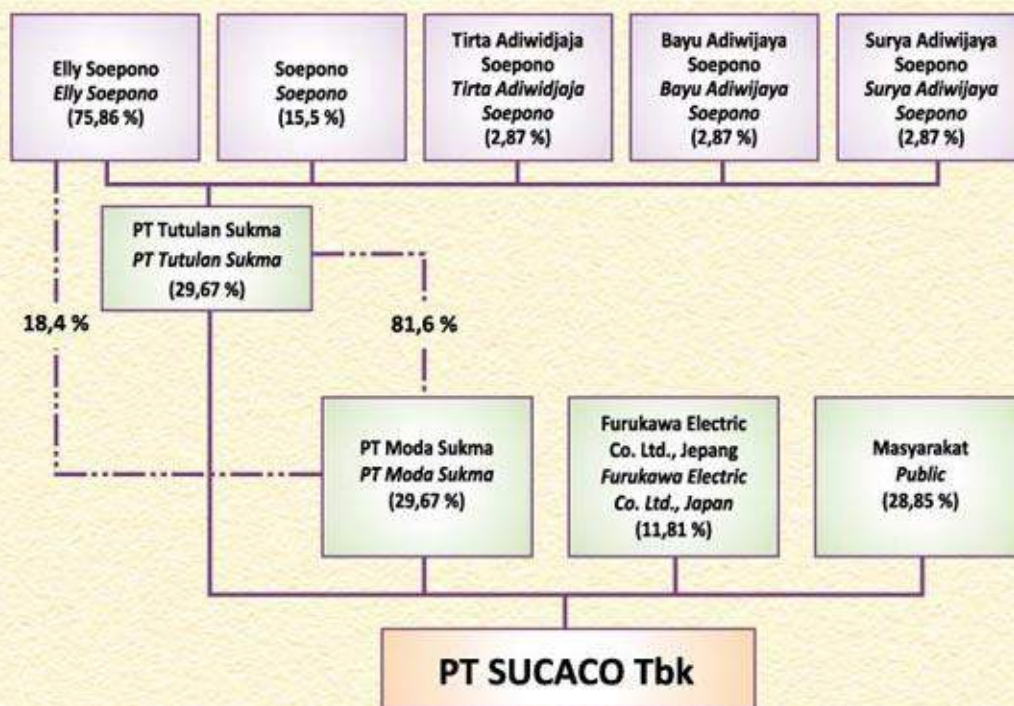 Elly Soepono
Elly Soepono
(75,86 %)
Soepono
Soepono
(15,5 %)
Tirta Adiwidjaja
Soepono
Tirta Adiwidjaja
Soepono
(2,87 %)
Bayu Adiwijaya
Soepono
Bayu Adiwijaya
Soepono
(2,87 %)
Surya Adiwijaya
Soepono
Surya Adiwijaya
Soepono
(2,87 %)
PT Tutulan Sukma
PT Tutulan Sukma
(29,67 %)
18,4 %
81,6 %
PT Moda Sukma
PT Moda Sukma
(29,67 %)
Furukawa Electric
Co. Ltd., Jepang
Furukawa Electric
Co. Ltd., Japan
(11,81 %)
Masyarakat
Public
(28,85 %)
PT SUCACO Tbk